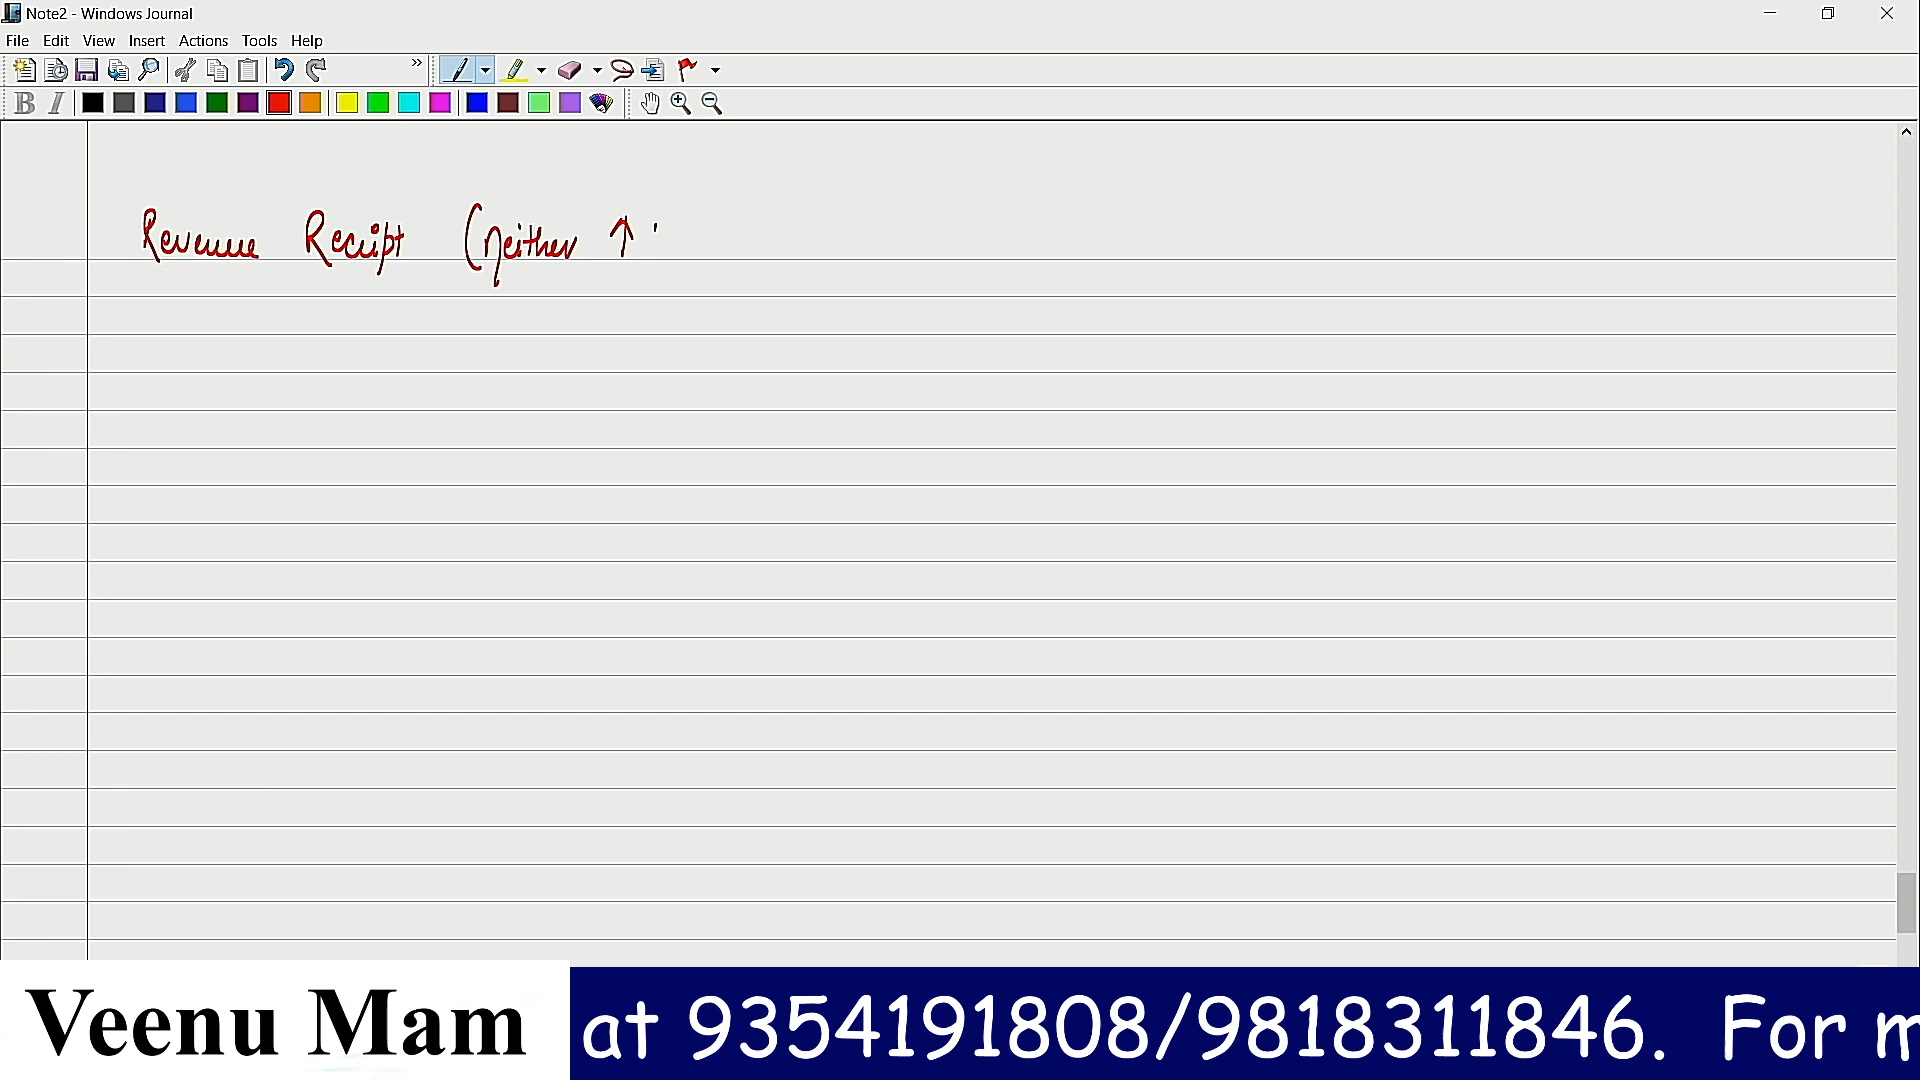 Note2 - Windows Journal
File Edit View Insert Actions Tools Help
B I
Revenue Receipt (neither ↑ '
Veenu Mam
at 9354191808/9818311846. For m